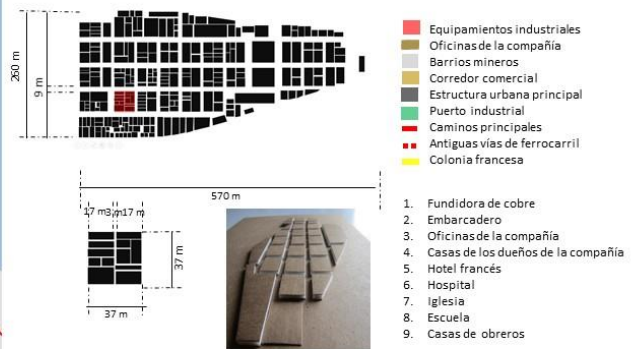 260 m
9 m
570 m
17 m
3 m
17 m
37 m
37 m
Equipamientos industriales
Oficinas de la compañía
Barrios mineros
Corredor comercial
Estructura urbana principal
Puerto industrial
Caminos principales
Antiguas vías de ferrocarril
Colonia francesa
1. Fundidora de cobre
2. Embarcadero
3. Oficinas de la compañía
4. Casas de los dueños de la compañía
5. Hotel francés
6. Hospital
7. Iglesia
8. Escuela
9. Casas de obreros